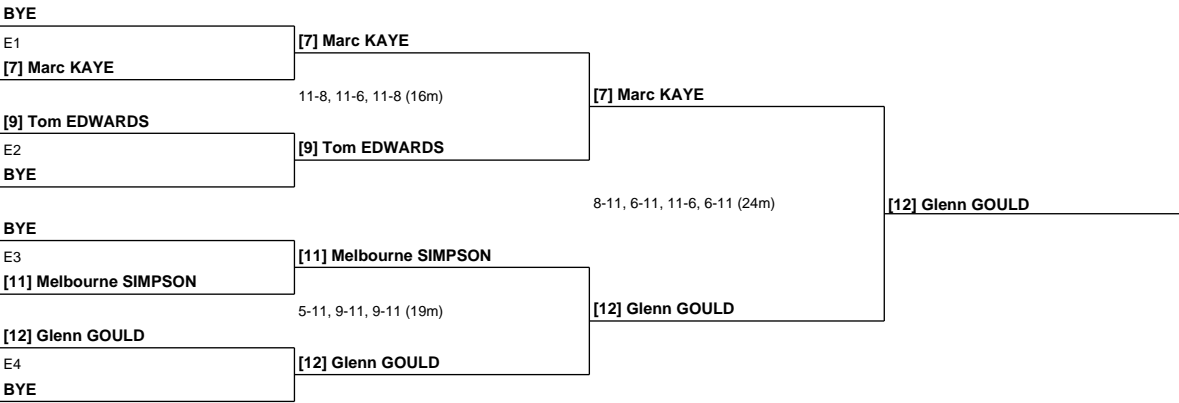 BYE
E1
[7] Marc KAYE
[7] Marc KAYE
11-8, 11-6, 11-8 (16m)
[7] Marc KAYE
[9] Tom EDWARDS
E2
[9] Tom EDWARDS
BYE
8-11, 6-11, 11-6, 6-11 (24m)
[12] Glenn GOULD
BYE
E3
[11] Melbourne SIMPSON
[11] Melbourne SIMPSON
5-11, 9-11, 9-11 (19m)
[12] Glenn GOULD
[12] Glenn GOULD
E4
[12] Glenn GOULD
BYE